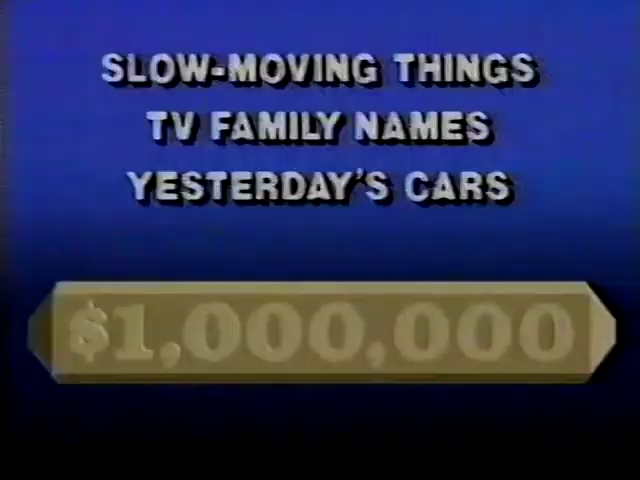 SLOW-MOVING THINGS
TV FAMILY NAMES
YESTERDAY'S CARS
$1,000,000